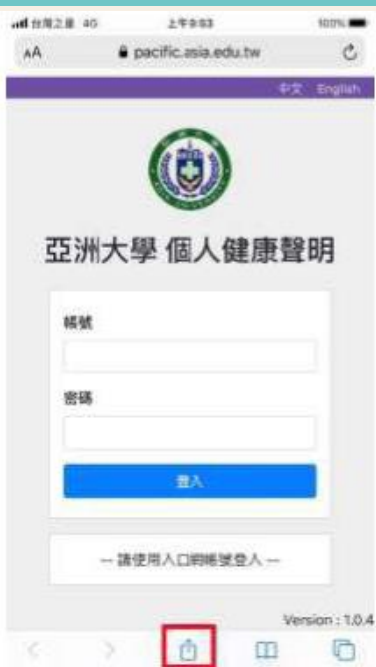 台灣之星 4G 上午9:53 100%
AA pacific.asia.edu.tw
中文 English
亞洲大學 個人健康聲明
帳號
密碼
登入
-- 請使用入口網帳號登入 --
Version : 1.0.4